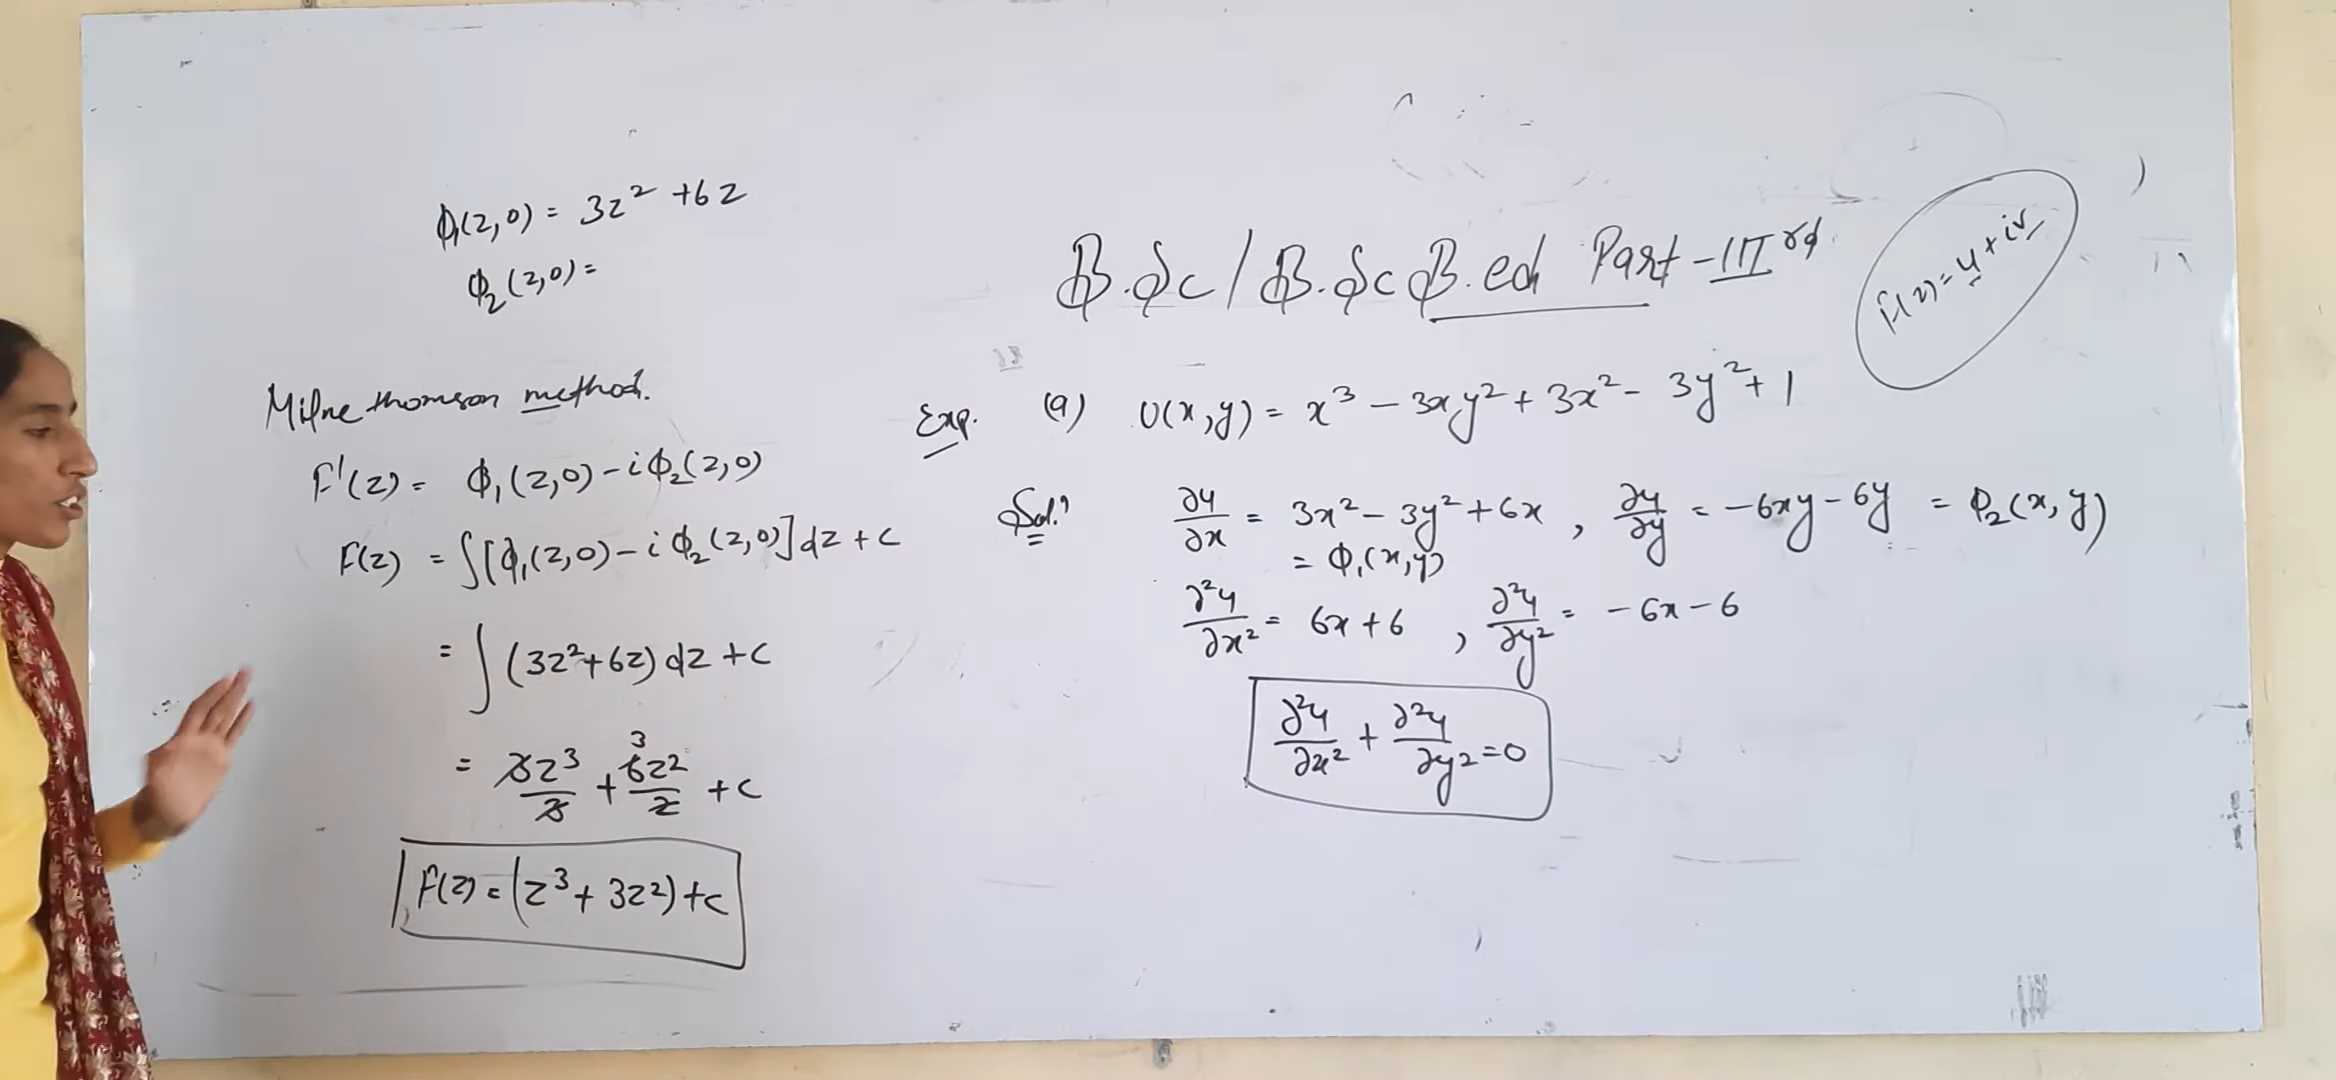 ϕ₁(z,0) = 3z² + 6z
ϕ₂(z,0) =
Milne thomson method.
F'(z) = ϕ₁(z,0) - iϕ₂(z,0)
F(z) = ∫[ϕ₁(z,0) - iϕ₂(z,0)]dz + c
= ∫(3z²+6z)dz + c
= 3z³/3 + 6z²/2 + c
3
F(z) = (z³ + 3z²) + c
B.Sc / B.Sc B.ed Part - IIIrd
F(z) = u + iv
Exp. (a) U(x,y) = x³ - 3xy² + 3x² - 3y² + 1
Sol.ⁿ ∂u/∂x = 3x² - 3y² + 6x , ∂u/∂y = -6xy - 6y = ϕ₂(x,y)
= ϕ₁(x,y)
∂²u/∂x² = 6x + 6 , ∂²u/∂y² = -6x - 6
∂²u/∂x² + ∂²u/∂y² = 0